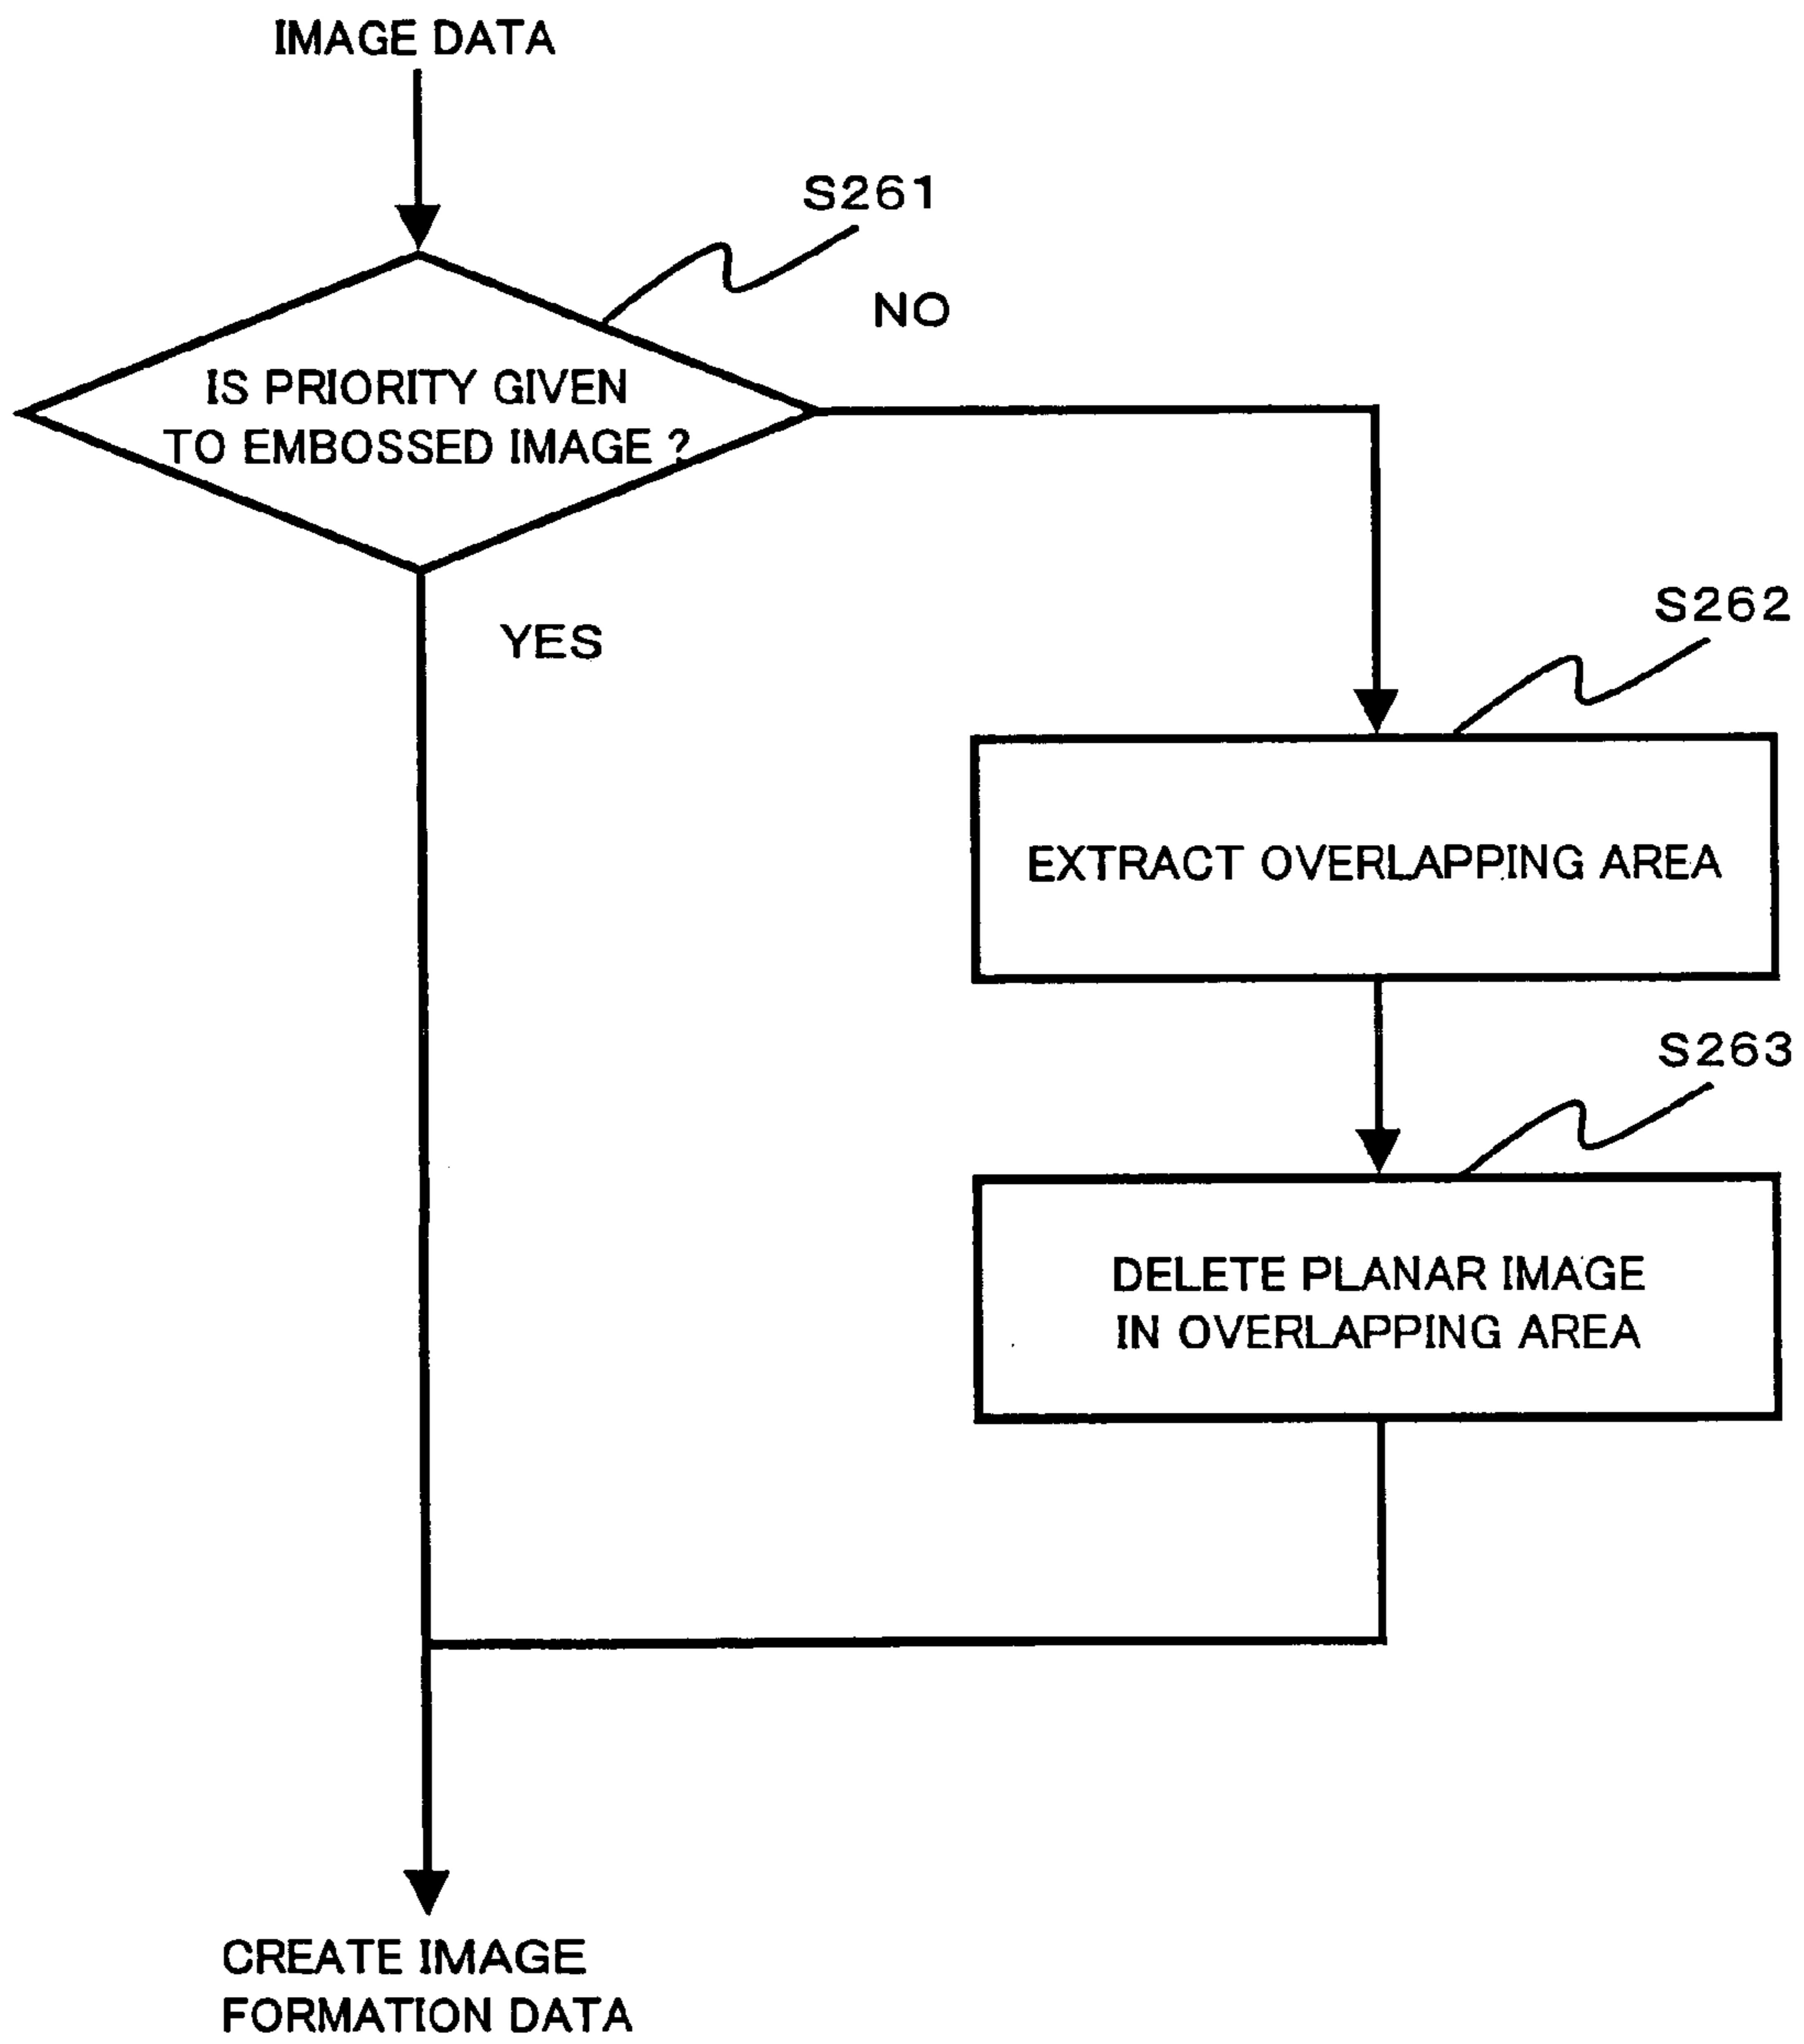 IMAGE DATA
S261
NO
IS PRIORITY GIVEN
TO EMBOSSED IMAGE ?
YES
S262
EXTRACT OVERLAPPING AREA
S263
DELETE PLANAR IMAGE
IN OVERLAPPING AREA
CREATE IMAGE
FORMATION DATA